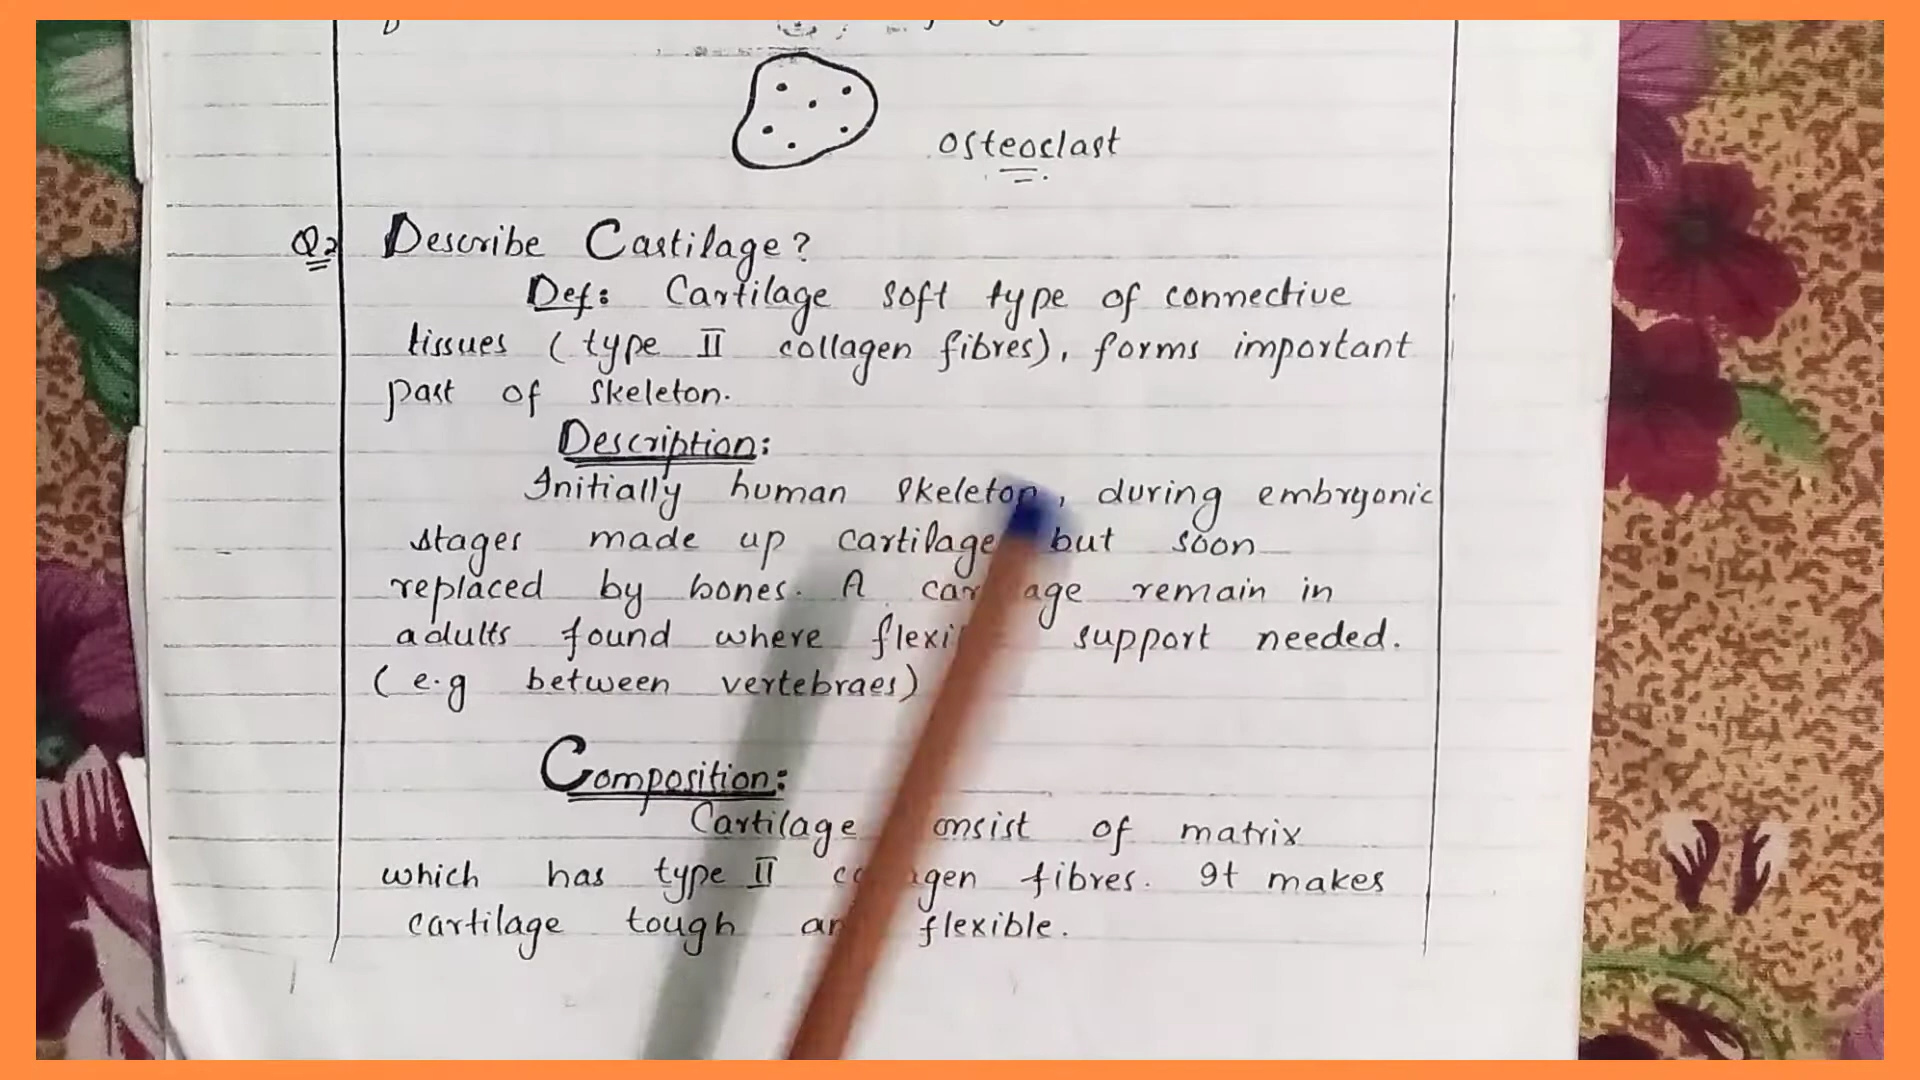 osteoclast
Q2 Describe Cartilage?
Def: Cartilage soft type of connective
tissues (type II collagen fibres), forms important
part of skeleton.
Description:
Initially human skeleton, during embryonic
stages made up cartilage but soon
replaced by bones. A remain in
adults found where support needed.
(e.g between vertebraes)
Composition:
Cartilage consist of matrix
which has type II collagen fibres. It makes
cartilage tough and flexible.